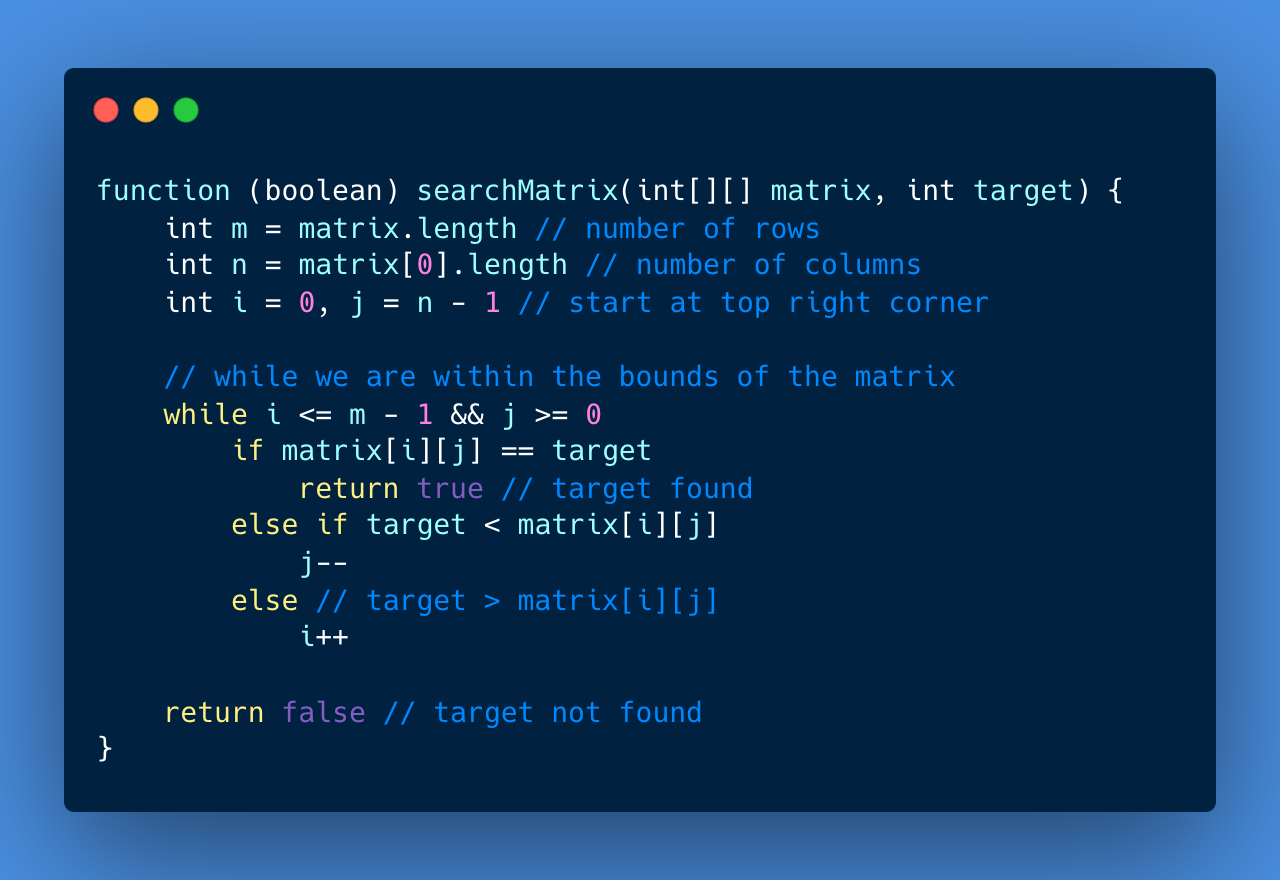 function (boolean) searchMatrix(int[][] matrix, int target) {
    int m = matrix.length // number of rows
    int n = matrix[0].length // number of columns
    int i = 0, j = n - 1 // start at top right corner

    // while we are within the bounds of the matrix
    while i <= m - 1 && j >= 0
        if matrix[i][j] == target
            return true // target found
        else if target < matrix[i][j]
            j--
        else // target > matrix[i][j]
            i++

    return false // target not found
}